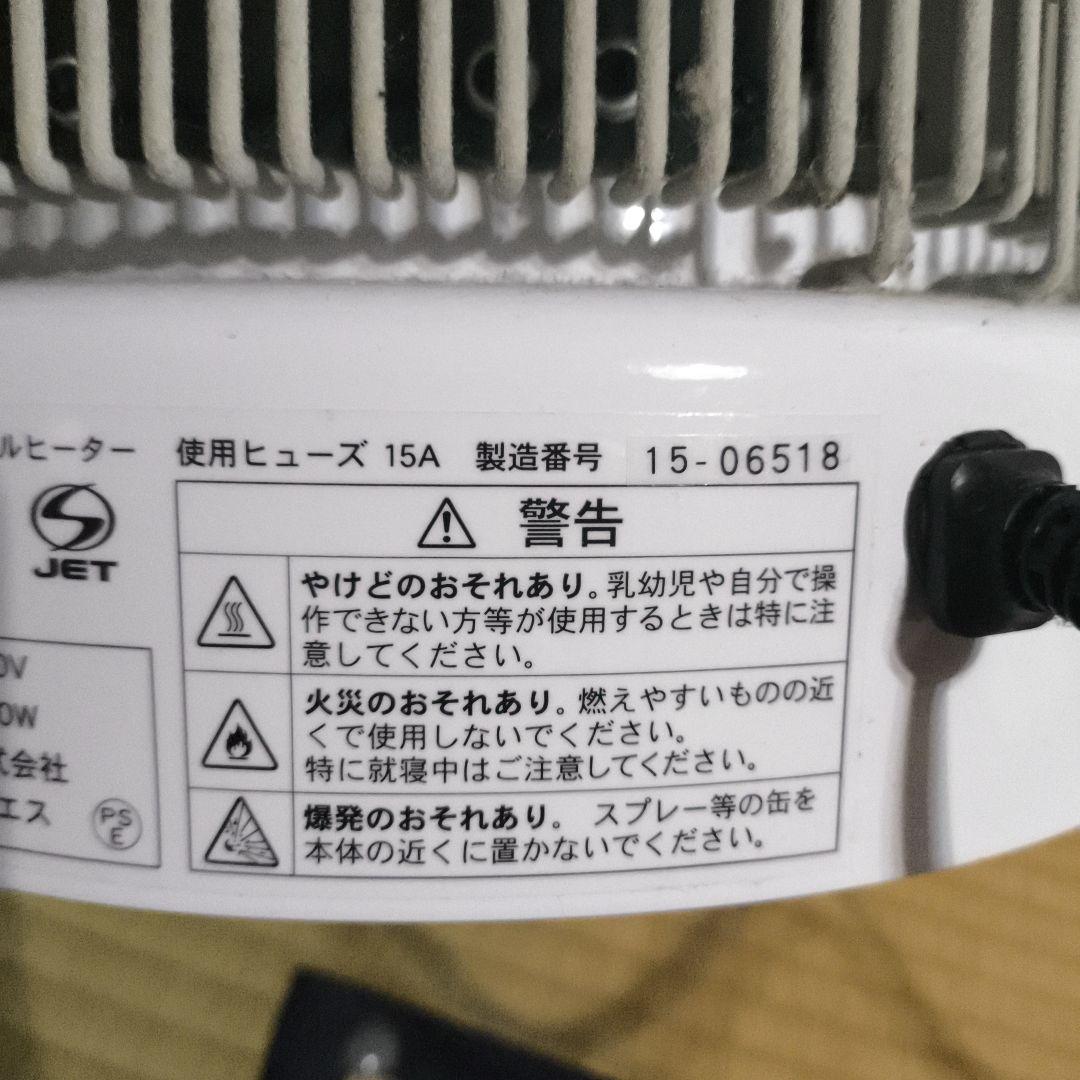 ルヒーター 使用ヒューズ 15A 製造番号 15-06518
JET
警告
やけどのおそれあり。乳幼児や自分で操
作できない方等が使用するときは特に注
意してください。
火災のおそれあり。燃えやすいものの近
くで使用しないでください。
特に就寝中はご注意してください。
爆発のおそれあり。 スプレー等の缶を
本体の近くに置かないでください。
0V
0W
式会社
エス
PS
E